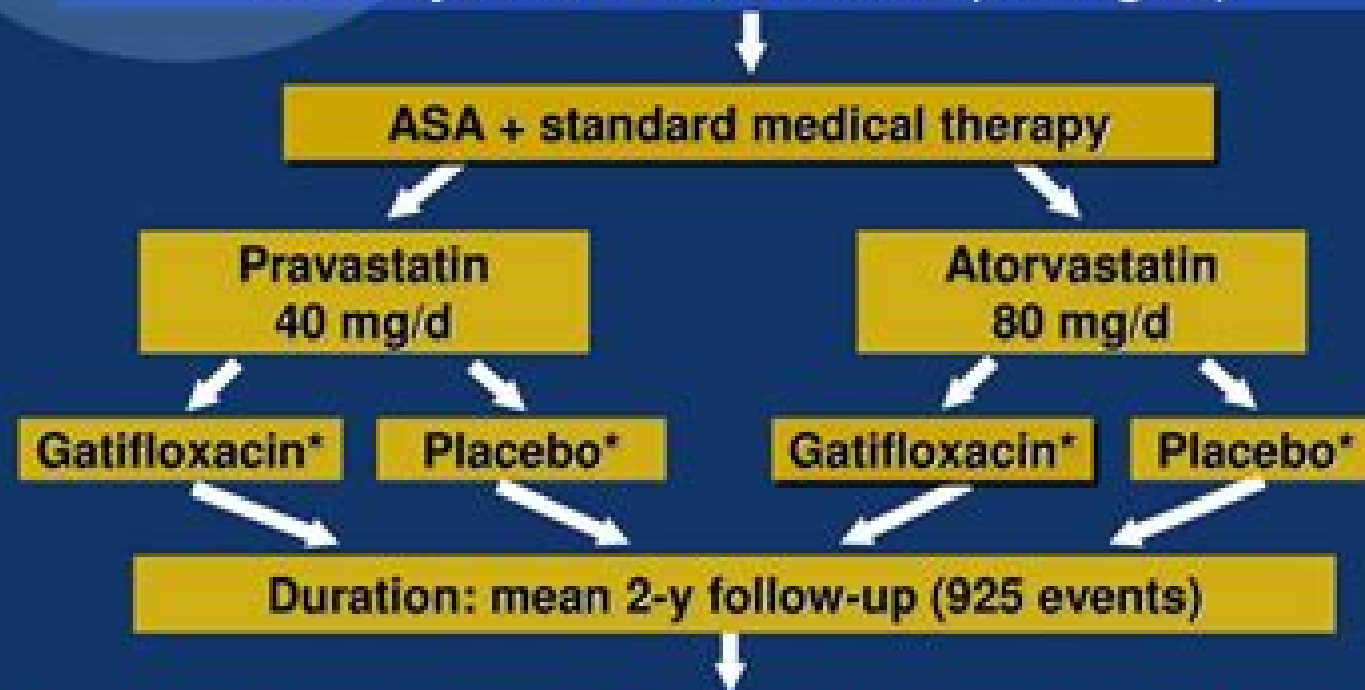 ASA + standard medical therapy
Pravastatin
40 mg/d
Atorvastatin
80 mg/d
Gatifloxacin*
Placebo*
Gatifloxacin*
Placebo*
Duration: mean 2-y follow-up (925 events)